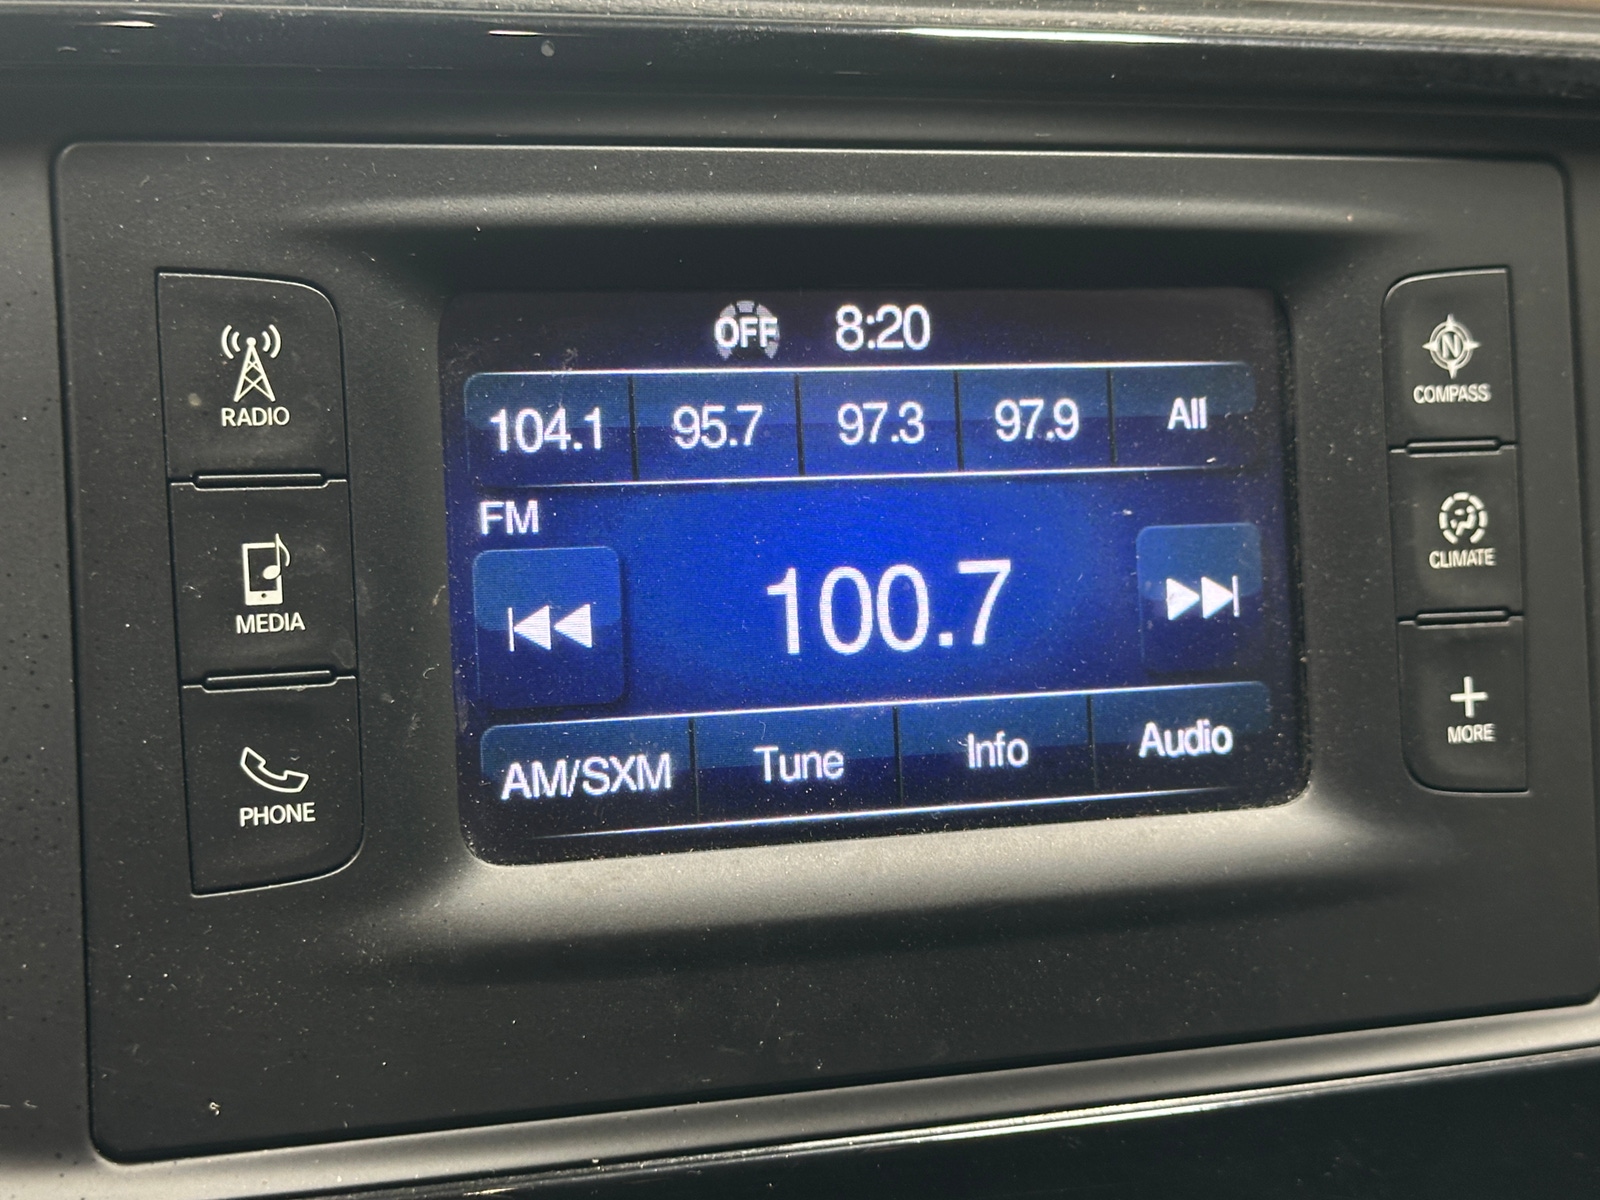 OFF 8:20
104.1 95.7 97.3 97.9 All
FM
100.7
AM/SXM Tune Info Audio
RADIO
MEDIA
PHONE
N
COMPASS
CLIMATE
MORE